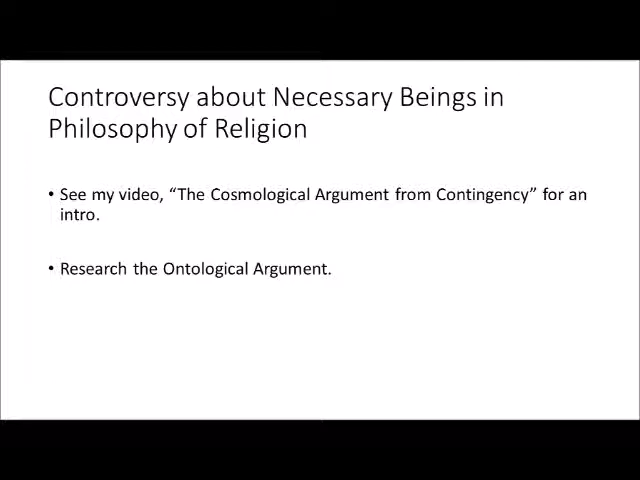 Controversy about Necessary Beings in
Philosophy of Religion
• See my video, “The Cosmological Argument from Contingency” for an
intro.
• Research the Ontological Argument.